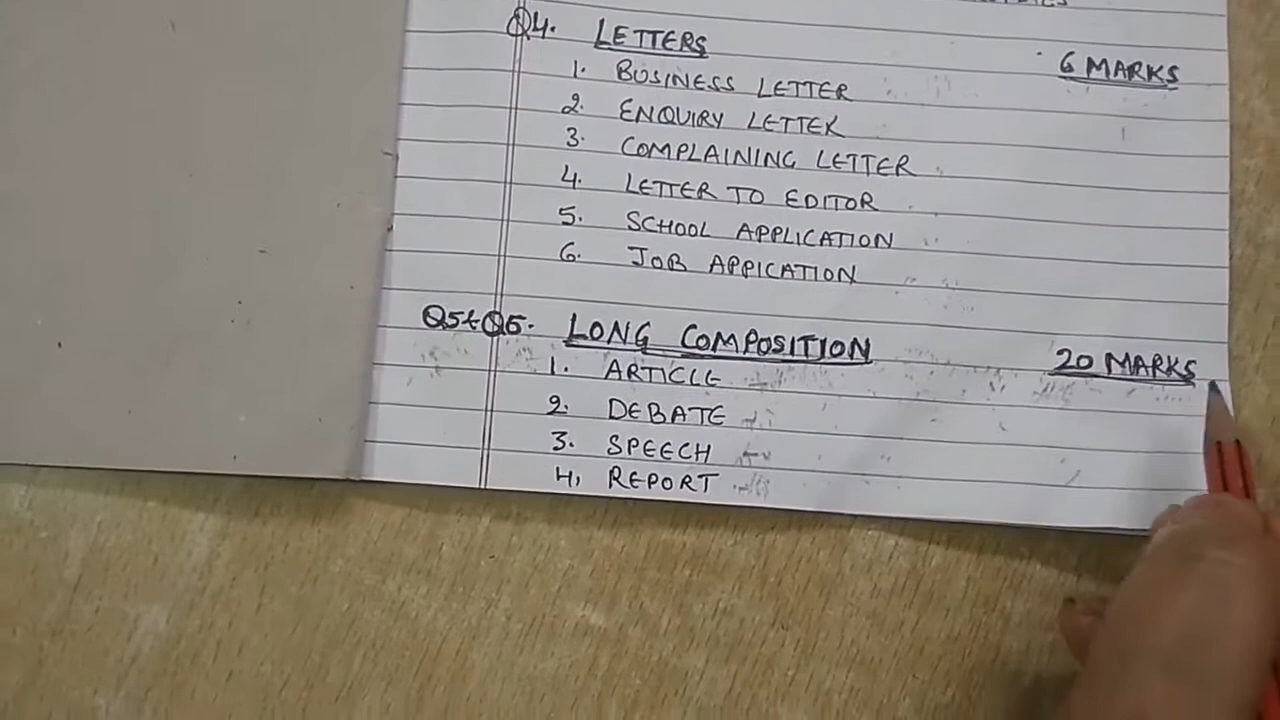 Q4. LETTERS 6 MARKS
1. BUSINESS LETTER
2. ENQUIRY LETTER
3. COMPLAINING LETTER
4. LETTER TO EDITOR
5. SCHOOL APPLICATION
6. JOB APPICATION
Q5& Q6. LONG COMPOSITION 20 MARKS
1. ARTICLE
2. DEBATE
3. SPEECH
4, REPORT